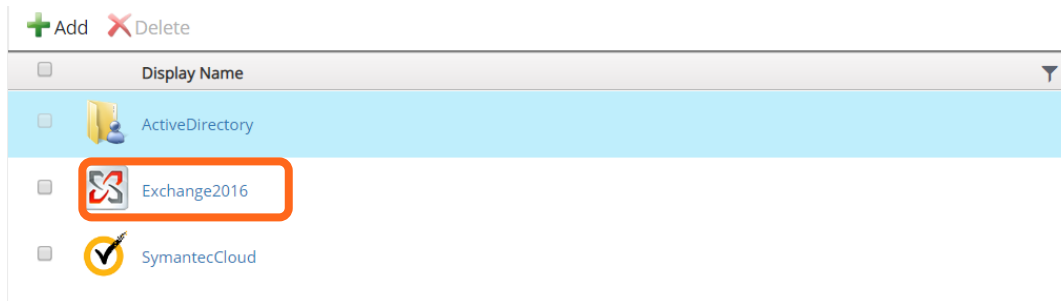 Add Delete
Display Name
ActiveDirectory
Exchange2016
SymantecCloud